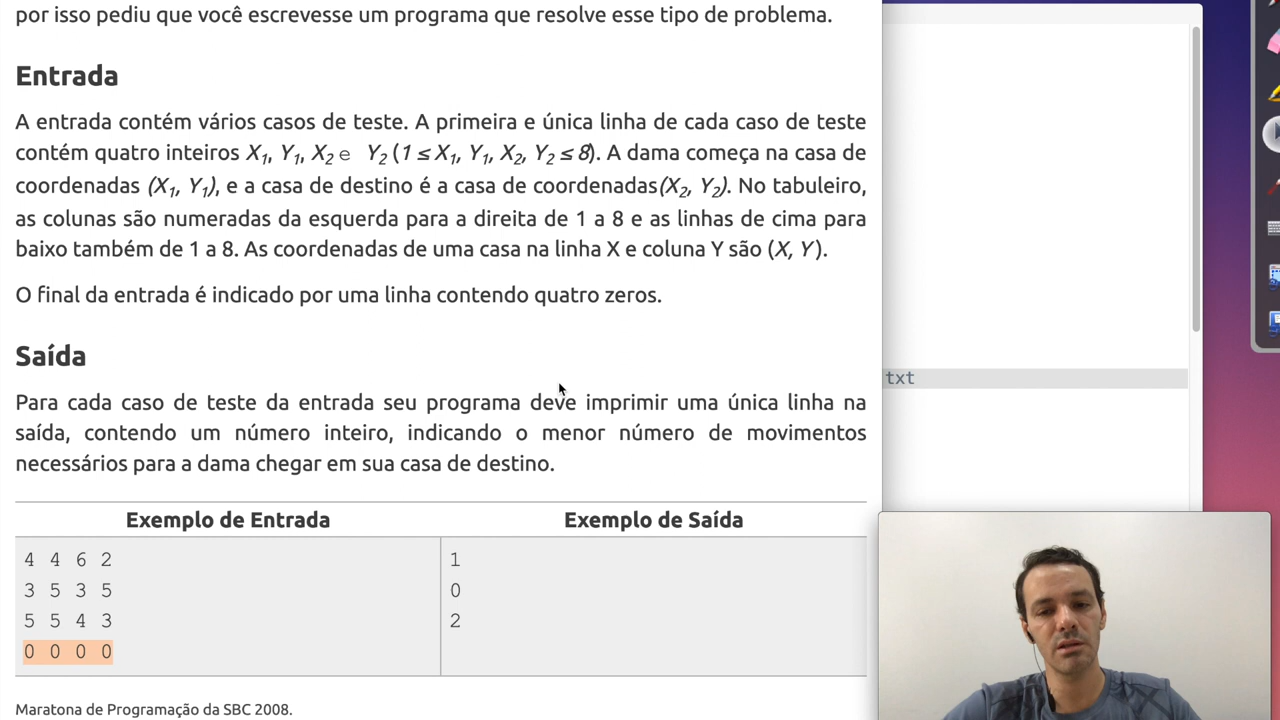 por isso pediu que você escrevesse um programa que resolve esse tipo de problema.
Entrada
A entrada contém vários casos de teste. A primeira e única linha de cada caso de teste
contém quatro inteiros X1, Y1, X2 e Y2 (1 ≤ X1, Y1, X2, Y2 ≤ 8). A dama começa na casa de
coordenadas (X1, Y1), e a casa de destino é a casa de coordenadas(X2, Y2). No tabuleiro,
as colunas são numeradas da esquerda para a direita de 1 a 8 e as linhas de cima para
baixo também de 1 a 8. As coordenadas de uma casa na linha X e coluna Y são (X, Y ).
O final da entrada é indicado por uma linha contendo quatro zeros.
txt
Saída
Para cada caso de teste da entrada seu programa deve imprimir uma única linha na
saída, contendo um número inteiro, indicando o menor número de movimentos
necessários para a dama chegar em sua casa de destino.
Exemplo de Entrada Exemplo de Saída
4 4 6 2 1
3 5 3 5 0
5 5 4 3 2
0 0 0 0
Maratona de Programação da SBC 2008.